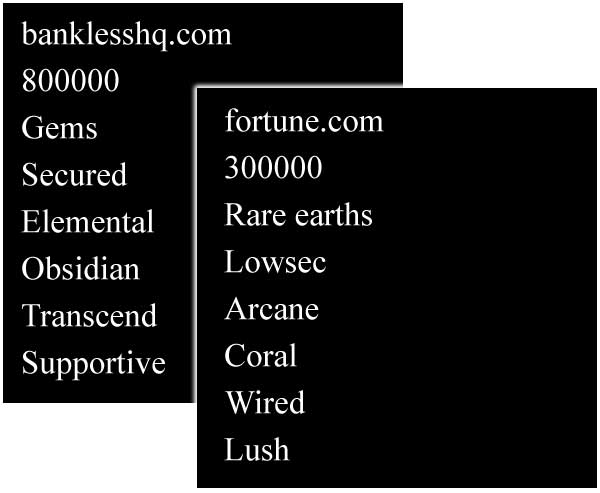 banklesshq.com
800000
Gems
Secured
Elemental
Obsidian
Transcend
Supportive
fortune.com
300000
Rare earths
Lowsec
Arcane
Coral
Wired
Lush